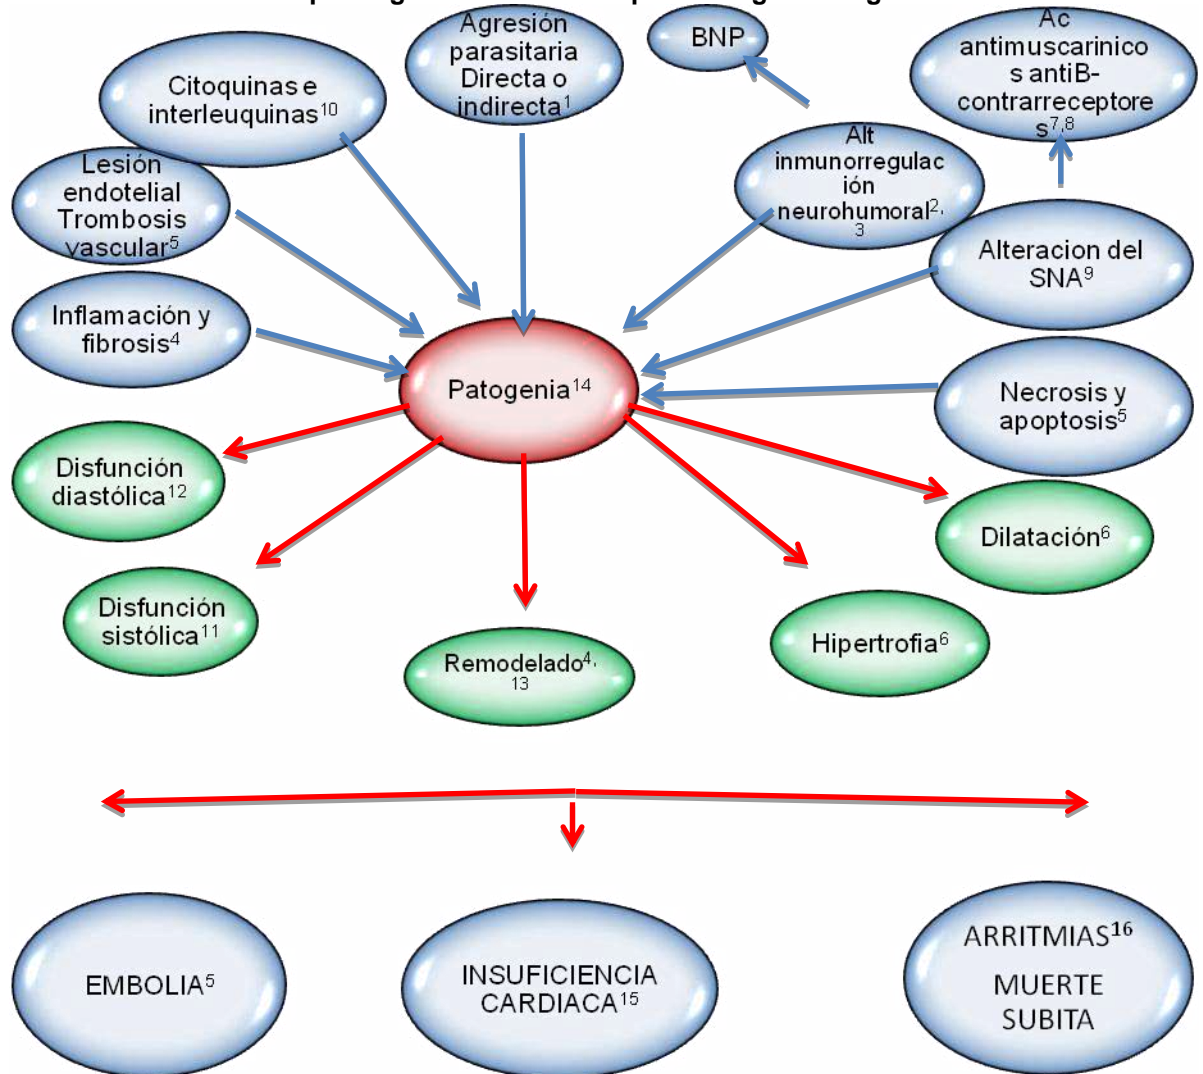 Agresión
parasitaria
Directa o
indirecta1
BNP
Ac
antimuscarinico
s antiB-
contrarreceptore
s7,8
Citoquinas e
interleuquinas10
Alt
inmunorregulac
ión
neurohumoral2,
3
Lesión
endotelial
Trombosis
vascular5
Alteracion del
SNA9
Inflamación y
fibrosis4
Patogenia14
Necrosis y
apoptosis5
Disfunción
diastólica12
Dilatación6
Disfunción
sistólica11
Remodelado4,
13
Hipertrofia6
EMBOLIA5
INSUFICIENCIA
CARDIACA15
ARRITMIAS16
MUERTE
SUBITA